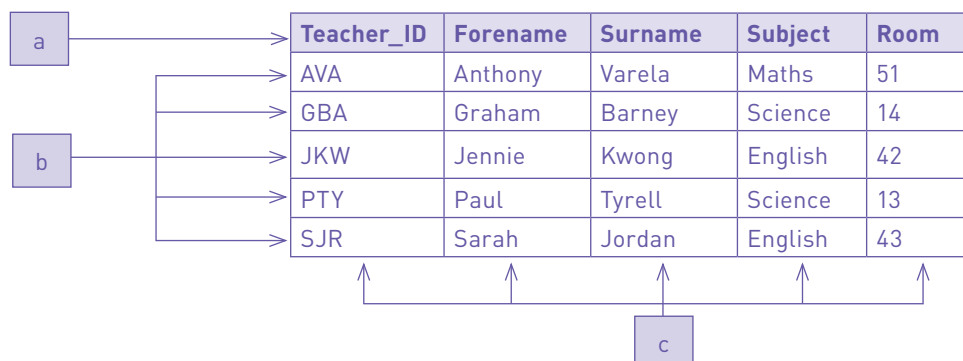 a
Teacher_ID Forename Surname Subject Room
AVA Anthony Varela Maths 51
GBA Graham Barney Science 14
b
JKW Jennie Kwong English 42
PTY Paul Tyrell Science 13
SJR Sarah Jordan English 43
c